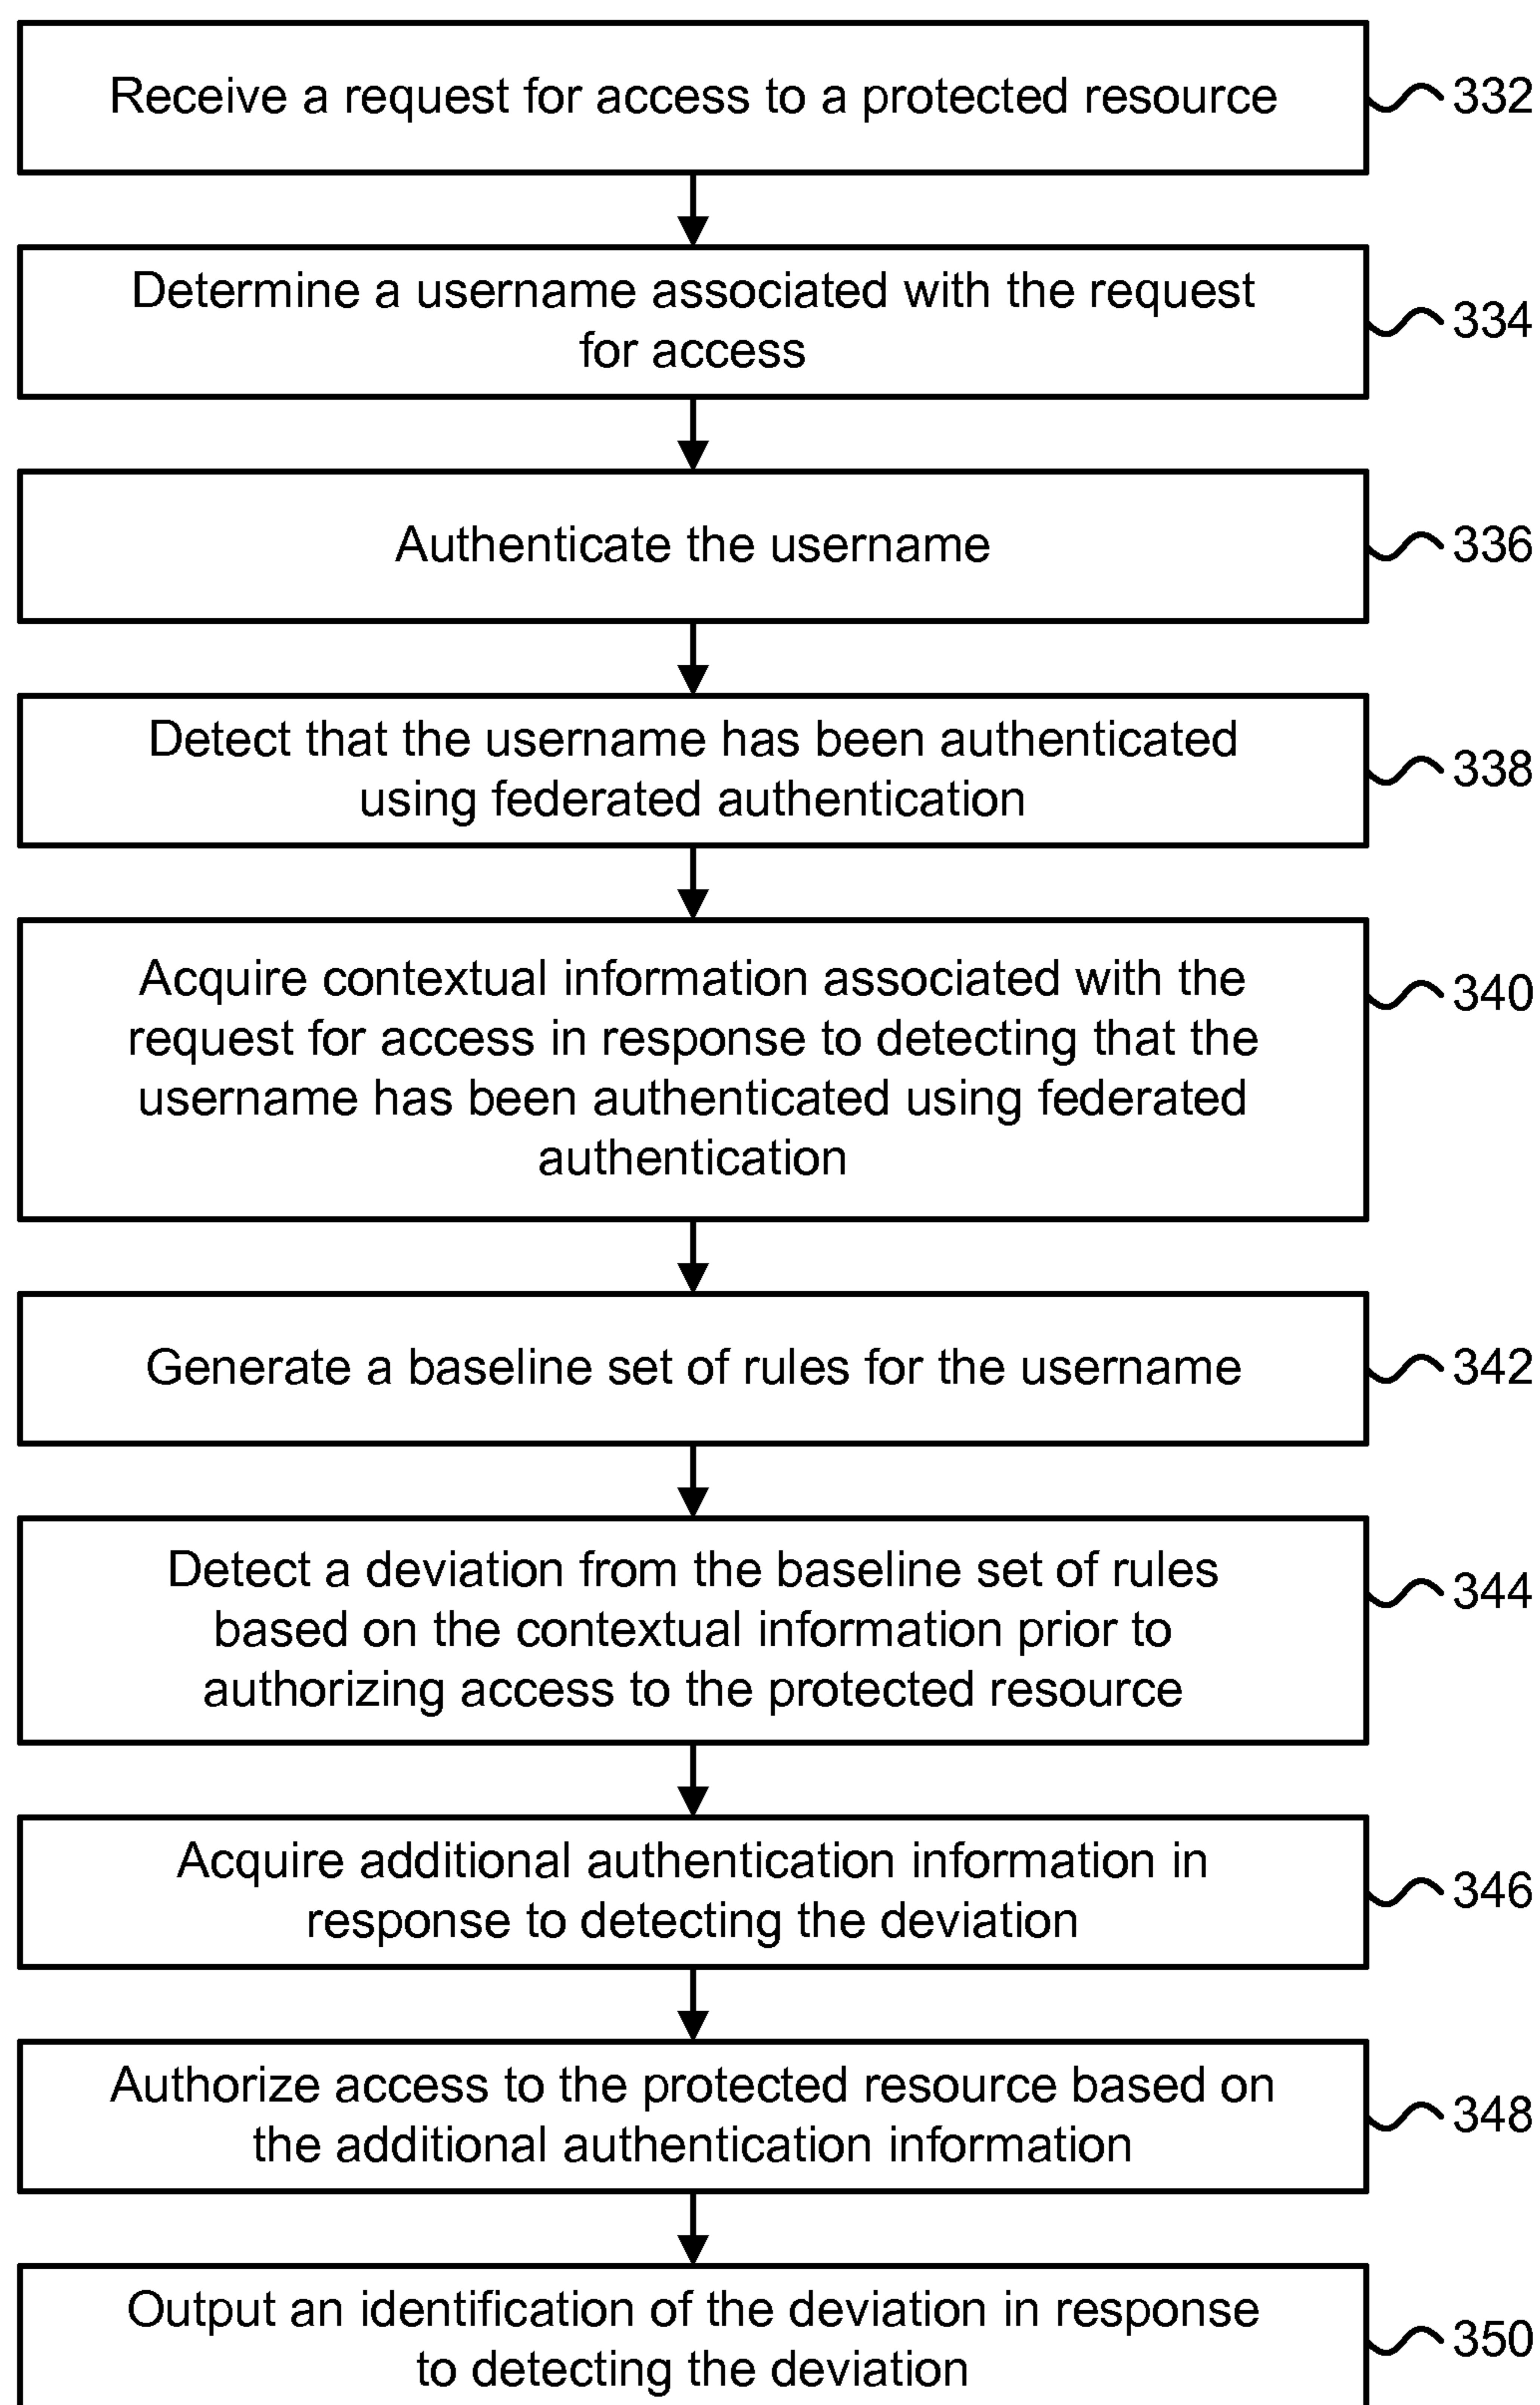 Receive a request for access to a protected resource
332
Determine a username associated with the request
for access
334
Authenticate the username
336
Detect that the username has been authenticated
using federated authentication
338
Acquire contextual information associated with the
request for access in response to detecting that the
username has been authenticated using federated
authentication
340
Generate a baseline set of rules for the username
342
Detect a deviation from the baseline set of rules
based on the contextual information prior to
authorizing access to the protected resource
344
Acquire additional authentication information in
response to detecting the deviation
346
Authorize access to the protected resource based on
the additional authentication information
348
Output an identification of the deviation in response
to detecting the deviation
350